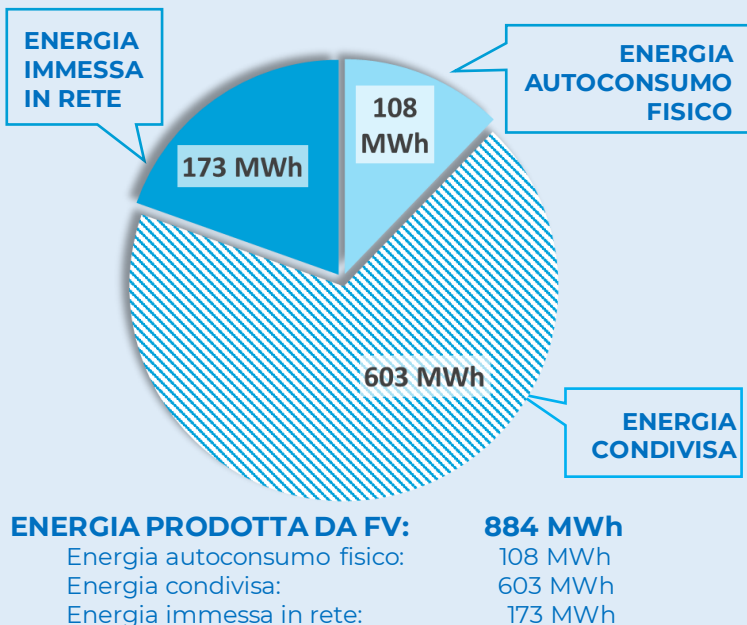 ENERGIA
IMMESSA
IN RETE
ENERGIA
AUTOCONSUMO
FISICO
108
MWh
173 MWh
603 MWh
ENERGIA
CONDIVISA
ENERGIA PRODOTTA DA FV: 884 MWh
Energia autoconsumo fisico: 108 MWh
Energia condivisa: 603 MWh
Energia immessa in rete: 173 MWh